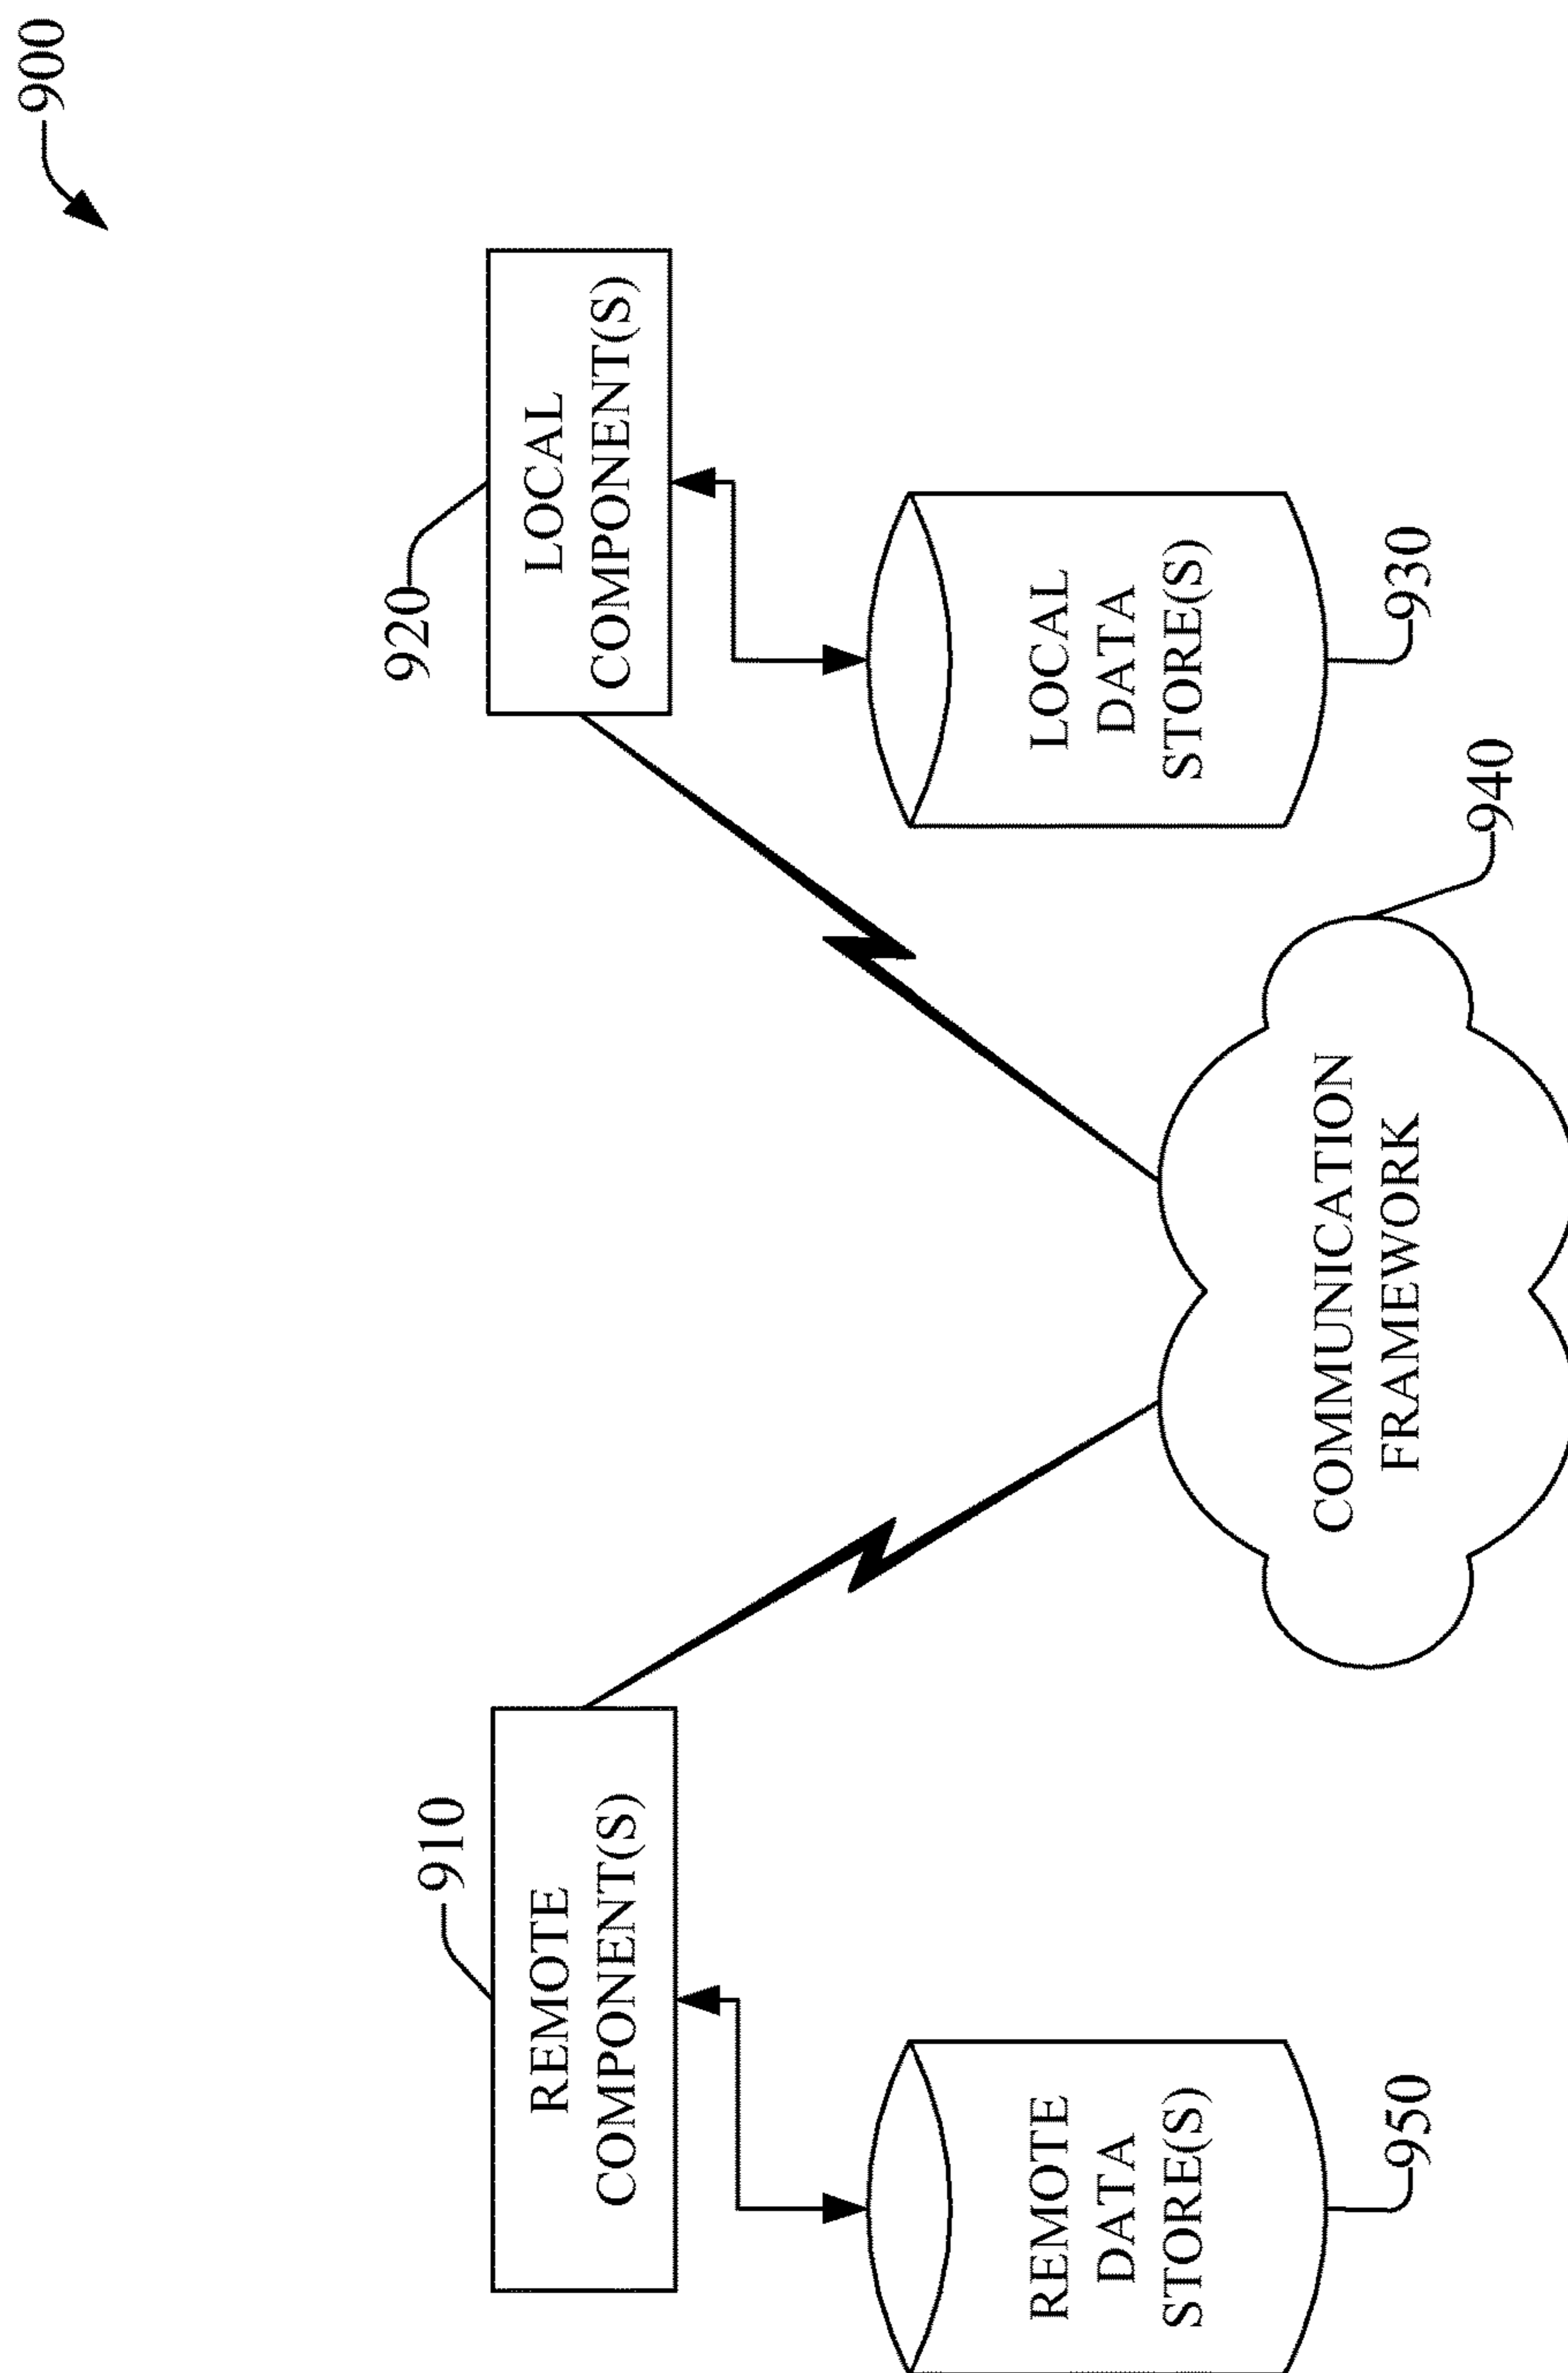 900
910
REMOTE
COMPONENT(S)
920
LOCAL
COMPONENT(S)
REMOTE
DATA
STORE(S)
950
COMMUNICATION
FRAMEWORK
940
LOCAL
DATA
STORE(S)
930